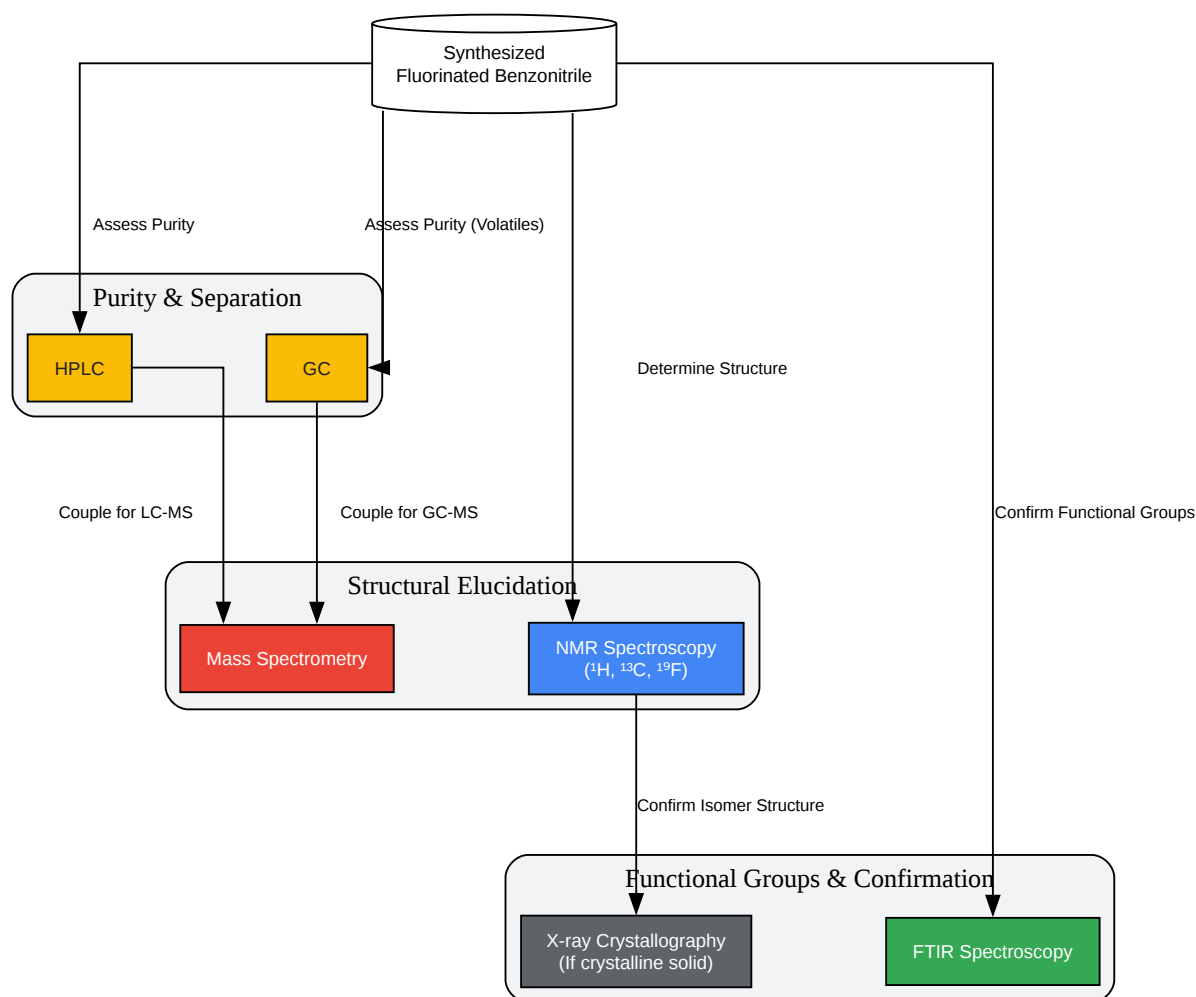 Synthesized
Fluorinated Benzonitrile
Assess Purity
Assess Purity (Volatiles)
Purity & Separation
HPLC
GC
Determine Structure
Couple for LC-MS
Couple for GC-MS
Confirm Functional Groups
Structural Elucidation
Mass Spectrometry
NMR Spectroscopy
(¹H, ¹³C, ¹⁹F)
Confirm Isomer Structure
Functional Groups & Confirmation
X-ray Crystallography
(If crystalline solid)
FTIR Spectroscopy